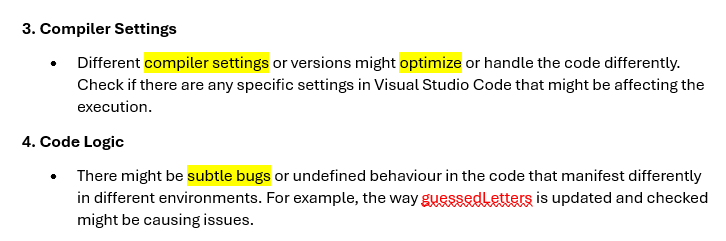 3. Compiler Settings
• Different compiler settings or versions might optimize or handle the code differently.
Check if there are any specific settings in Visual Studio Code that might be affecting the
execution.
4. Code Logic
• There might be subtle bugs or undefined behaviour in the code that manifest differently
in different environments. For example, the way guessedLetters is updated and checked
might be causing issues.